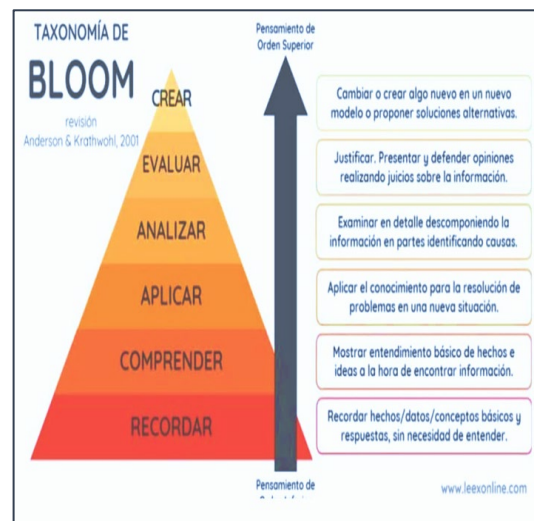 TAXONOMÍA DE
BLOOM
revisión
Anderson & Krathwohl, 2001
Pensamiento de
Orden Superior
CREAR
Cambiar o crear algo nuevo en un nuevo
modelo o proponer soluciones alternativas.
EVALUAR
Justificar. Presentar y defender opiniones
realizando juicios sobre la información.
ANALIZAR
Examinar en detalle descomponiendo la
información en partes identificando causas.
APLICAR
Aplicar el conocimiento para la resolución de
problemas en una nueva situación.
COMPRENDER
Mostrar entendimiento básico de hechos e
ideas a la hora de encontrar información.
RECORDAR
Recordar hechos/datos/conceptos básicos y
respuestas, sin necesidad de entender.
Pensamiento de
www.leexonline.com